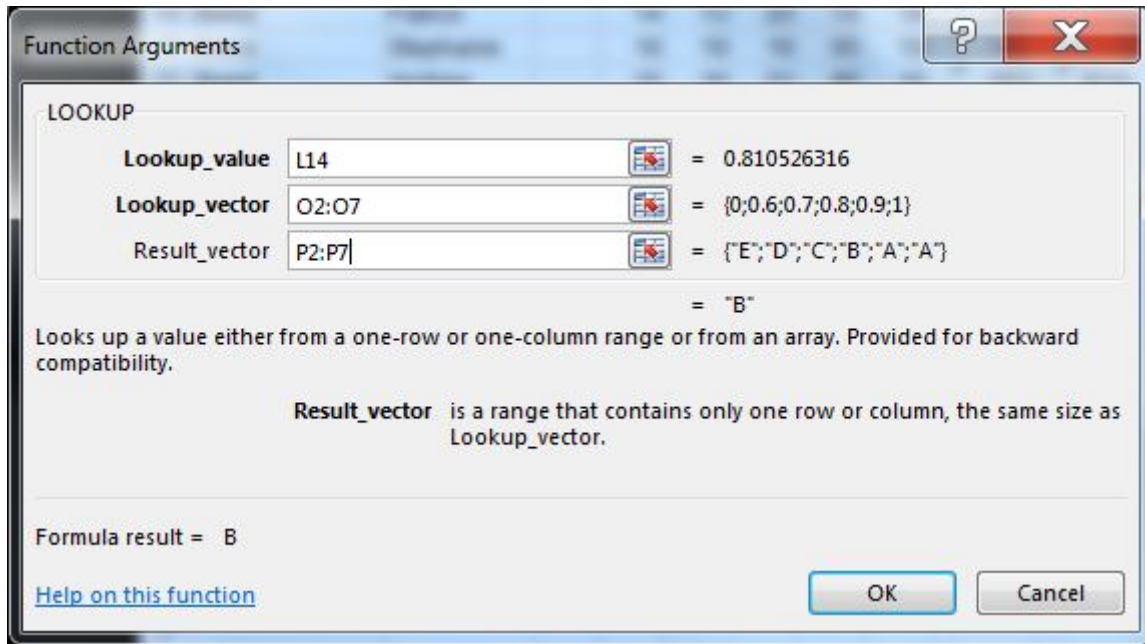 Function Arguments
LOOKUP
Lookup_value L14 = 0.810526316
Lookup_vector O2:O7 = {0;0.6;0.7;0.8;0.9;1}
Result_vector P2:P7 = {"E";"D";"C";"B";"A";"A"}
= "B"
Looks up a value either from a one-row or one-column range or from an array. Provided for backward
compatibility.
Result_vector is a range that contains only one row or column, the same size as
Lookup_vector.
Formula result = B
Help on this function OK Cancel